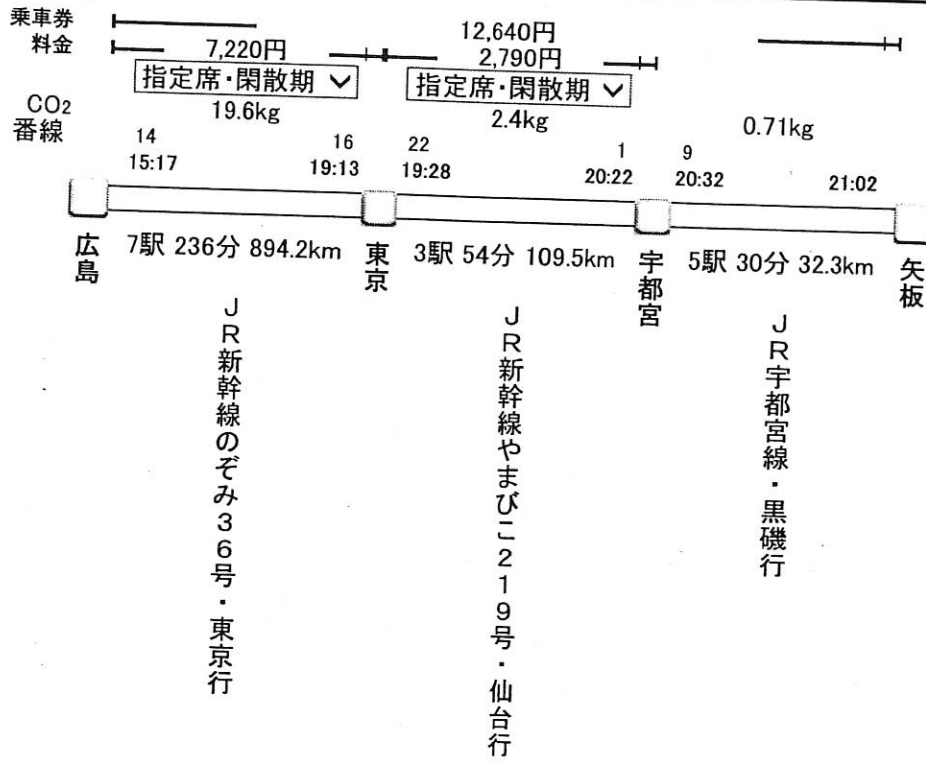 乗車券
12,640円
料金 7,220円 2,790円
指定席・閑散期 指定席・閑散期
CO2 19.6kg 2.4kg 0.71kg
番線 14 16 22 1 9
15:17 19:13 19:28 20:22 20:32 21:02
広島 7駅 236分 894.2km 東京 3駅 54分 109.5km 宇都宮 5駅 30分 32.3km 矢板
JR新幹線のぞみ36号・東京行
JR新幹線やまびこ219号・仙台行
JR宇都宮線・黒磯行